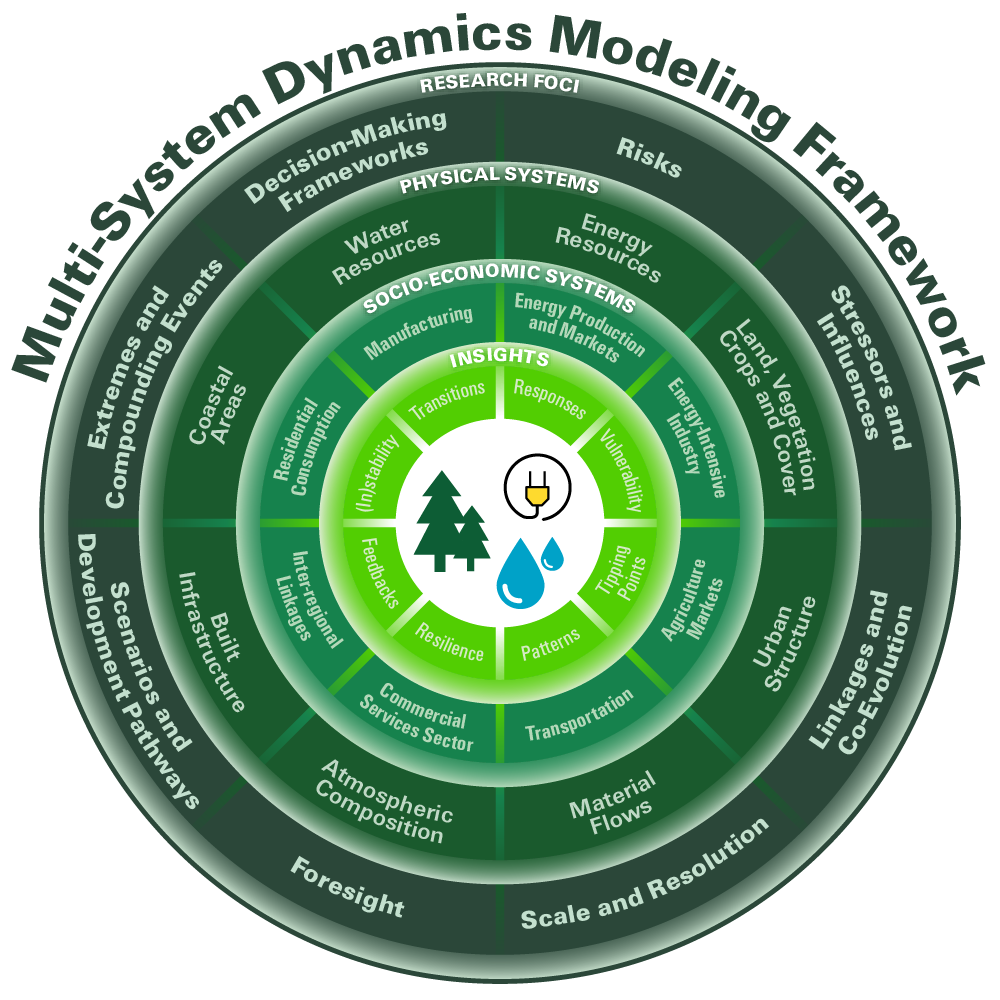 Multi-System Dynamics Modeling Framework
RESEARCH FOCI
Decision-Making
Frameworks
Risks
Stressors and
Influences
Linkages and
Co-Evolution
Scale and Resolution
Foresight
Scenarios and
Development Pathways
Extremes and
Compounding Events
PHYSICAL SYSTEMS
Water
Resources
Energy
Resources
Land, Vegetation
Crops and Cover
Urban
Structure
Material
Flows
Atmospheric
Composition
Built
Infrastructure
Coastal
Areas
SOCIO-ECONOMIC SYSTEMS
Manufacturing
Energy Production
and Markets
Energy-Intensive
Industry
Agriculture
Markets
Transportation
Commercial
Services Sector
Inter-regional
Linkages
Residential
Consumption
INSIGHTS
Transitions
Responses
Vulnerability
Tipping
Points
Patterns
Resilience
Feedbacks
(In)stability